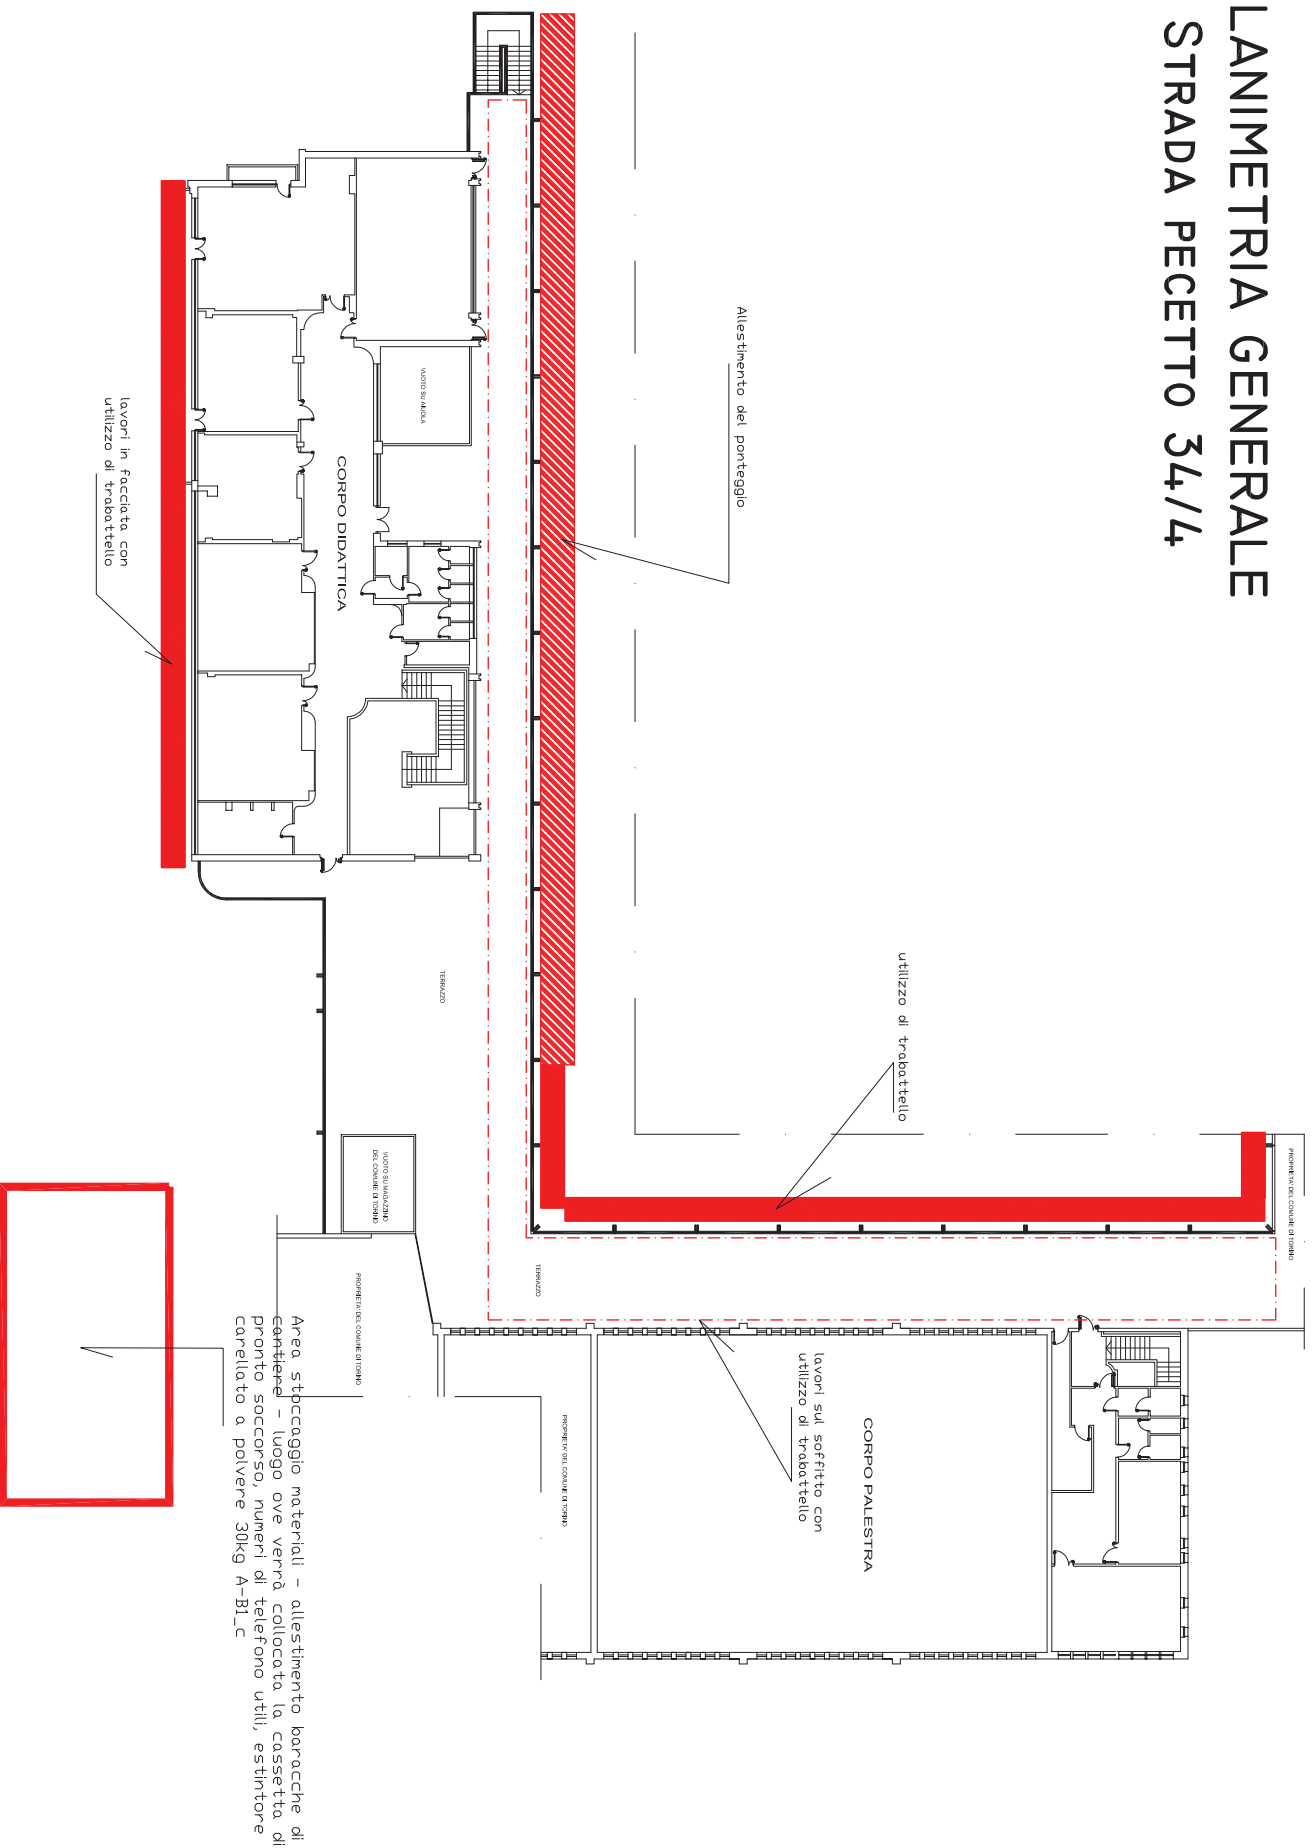 LANIMETRIA GENERALE
STRADA PECETTO 34/4
Allestimento del ponteggio
utilizzo di trabattello
lavori in facciata con
utilizzo di trabattello
VUOTO SU AIUOLA
CORPO DIDATTICA
TERRAZZO
VUOTO SU MAGAZZINO
DEL COMUNE DI TORINO
PROPRIETA' DEL COMUNE DI TORINO
TERRAZZO
PROPRIETA' DEL COMUNE DI TORINO
PROPRIETA' DEL COMUNE DI TORINO
CORPO PALESTRA
lavori sul soffitto con
utilizzo di trabattello
Area stoccaggio materiali - allestimento baracche di
cantiere - luogo ove verrà collocata la cassetta di
pronto soccorso, numeri di telefono utili, estintore
carellato a polvere 30kg A-B1_C